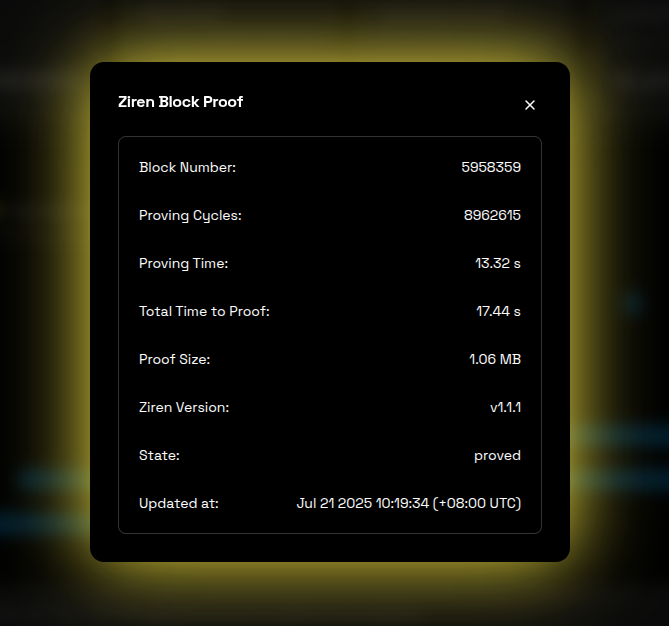 Ziren Block Proof
Block Number: 5958359
Proving Cycles: 8962615
Proving Time: 13.32 s
Total Time to Proof: 17.44 s
Proof Size: 1.06 MB
Ziren Version: v1.1.1
State: proved
Updated at: Jul 21 2025 10:19:34 (+08:00 UTC)